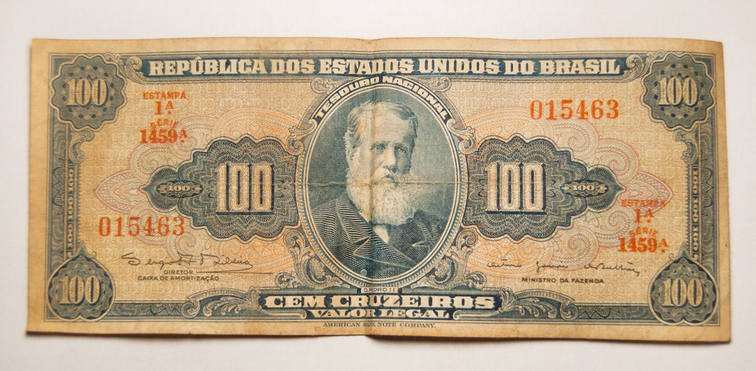 REPÚBLICA DOS ESTADOS UNIDOS DO BRASIL
TESOURO NACIONAL
100
100
ESTAMPA
1ª
SÉRIE
1459ª
015463
100
100
100
100
015463
ESTAMPA
1ª
SÉRIE
1459ª
DIRETOR
CAIXA DE AMORTIZAÇÃO
MINISTRO DA FAZENDA
D. PEDRO II
100
100
CEM CRUZEIROS
VALOR LEGAL
AMERICAN BANK NOTE COMPANY.